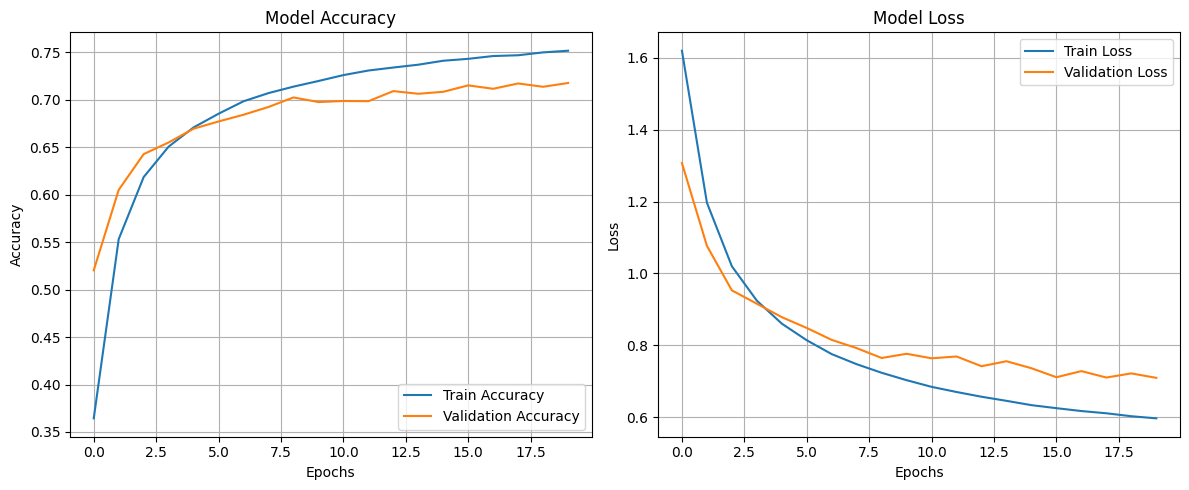 Model Accuracy
Accuracy
0.75
0.70
0.65
0.60
0.55
0.50
0.45
0.40
0.35
Train Accuracy
Validation Accuracy
0.0 2.5 5.0 7.5 10.0 12.5 15.0 17.5
Epochs
Model Loss
Loss
1.6
1.4
1.2
1.0
0.8
0.6
Train Loss
Validation Loss
0.0 2.5 5.0 7.5 10.0 12.5 15.0 17.5
Epochs